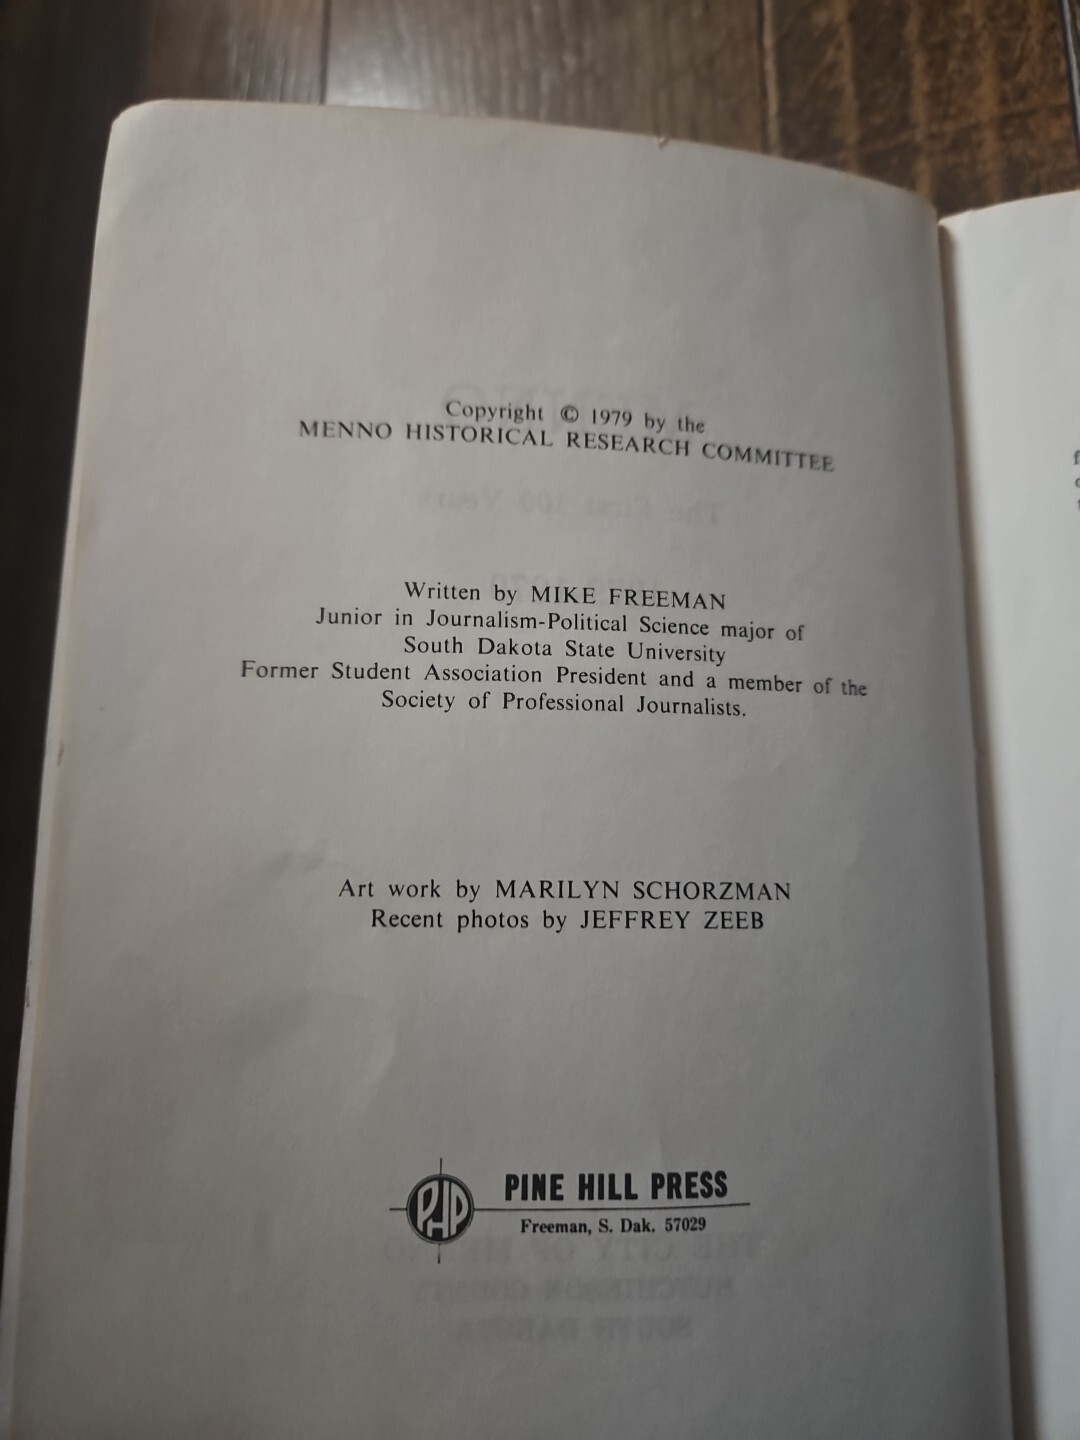 Copyright © 1979 by the
MENNO HISTORICAL RESEARCH COMMITTEE
Written by MIKE FREEMAN
Junior in Journalism-Political Science major of
South Dakota State University
Former Student Association President and a member of the
Society of Professional Journalists.
Art work by MARILYN SCHORZMAN
Recent photos by JEFFREY ZEEB
PHP
PINE HILL PRESS
Freeman, S. Dak. 57029